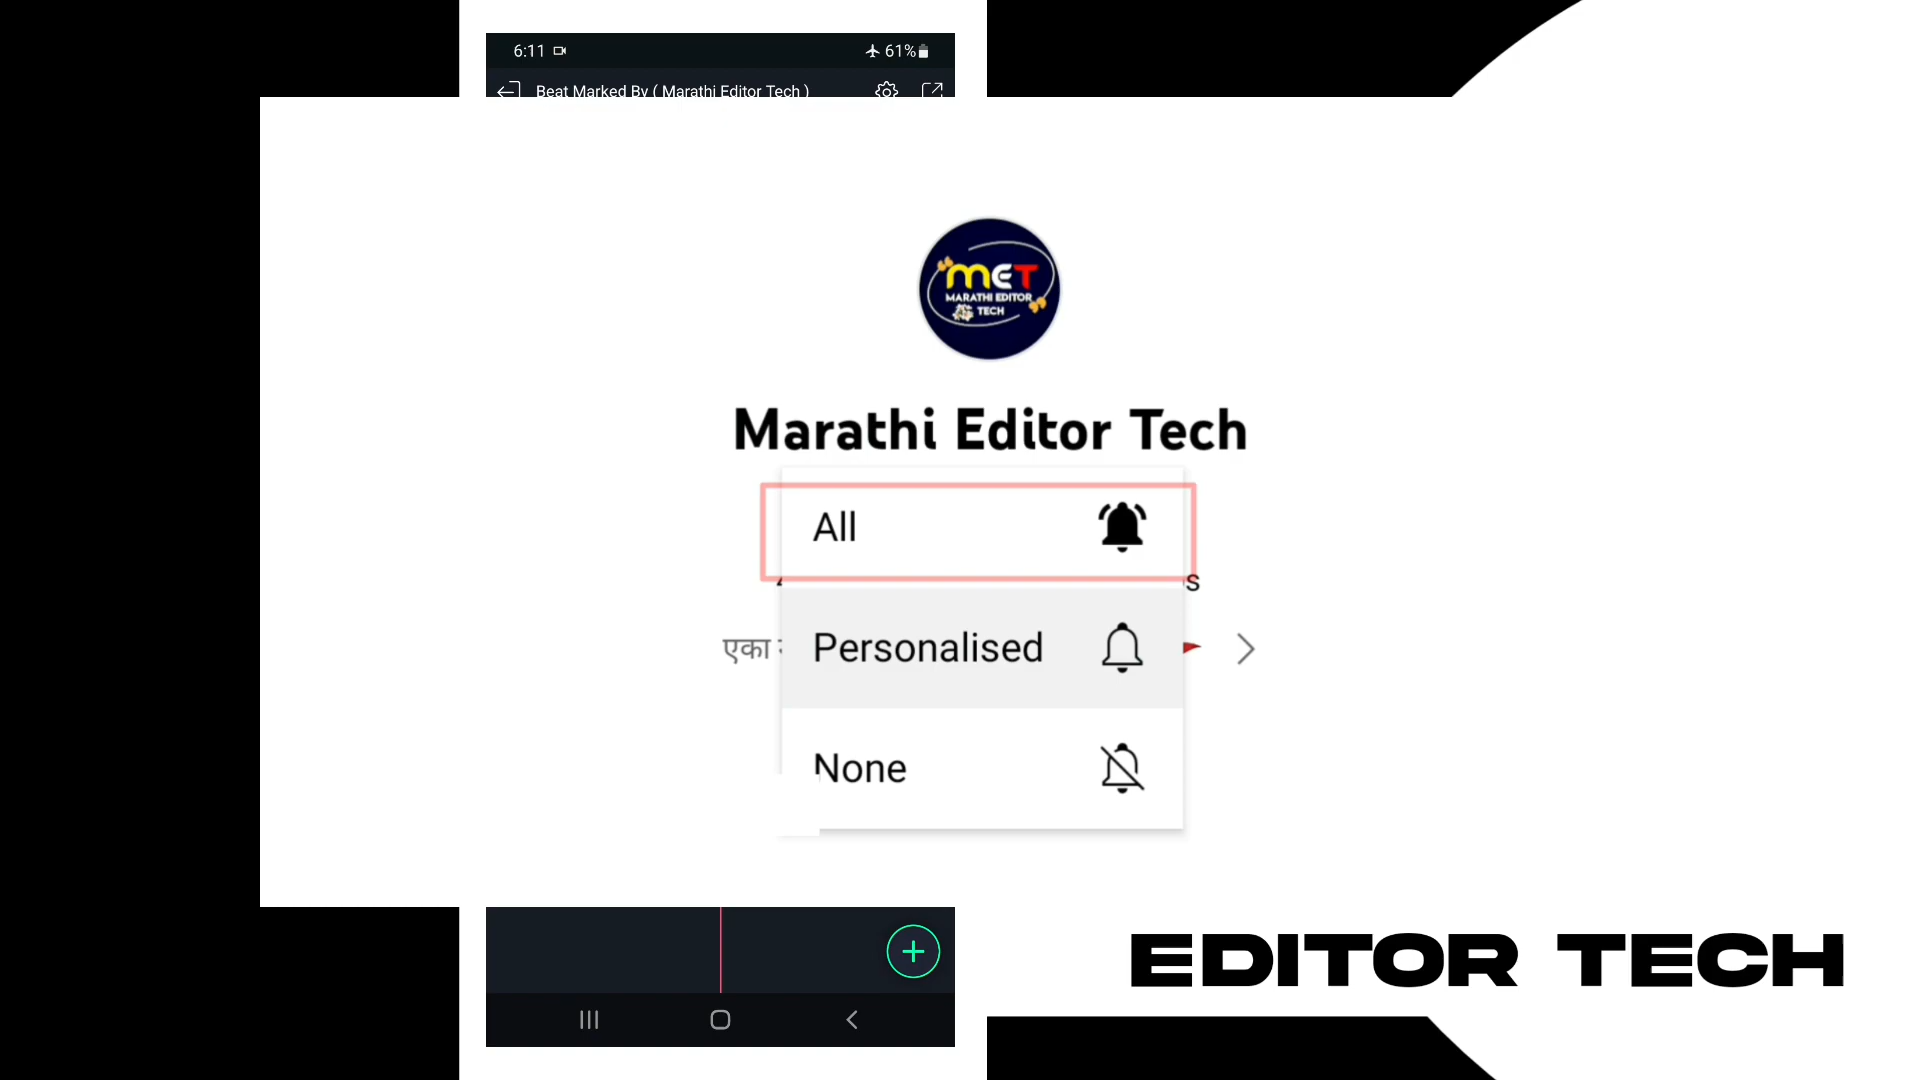 6:11
61%
Beat Marked By ( Marathi Editor Tech )
MET
MARATHI EDITOR
TECH
Marathi Editor Tech
All
s
एका
Personalised
None
EDITOR TECH